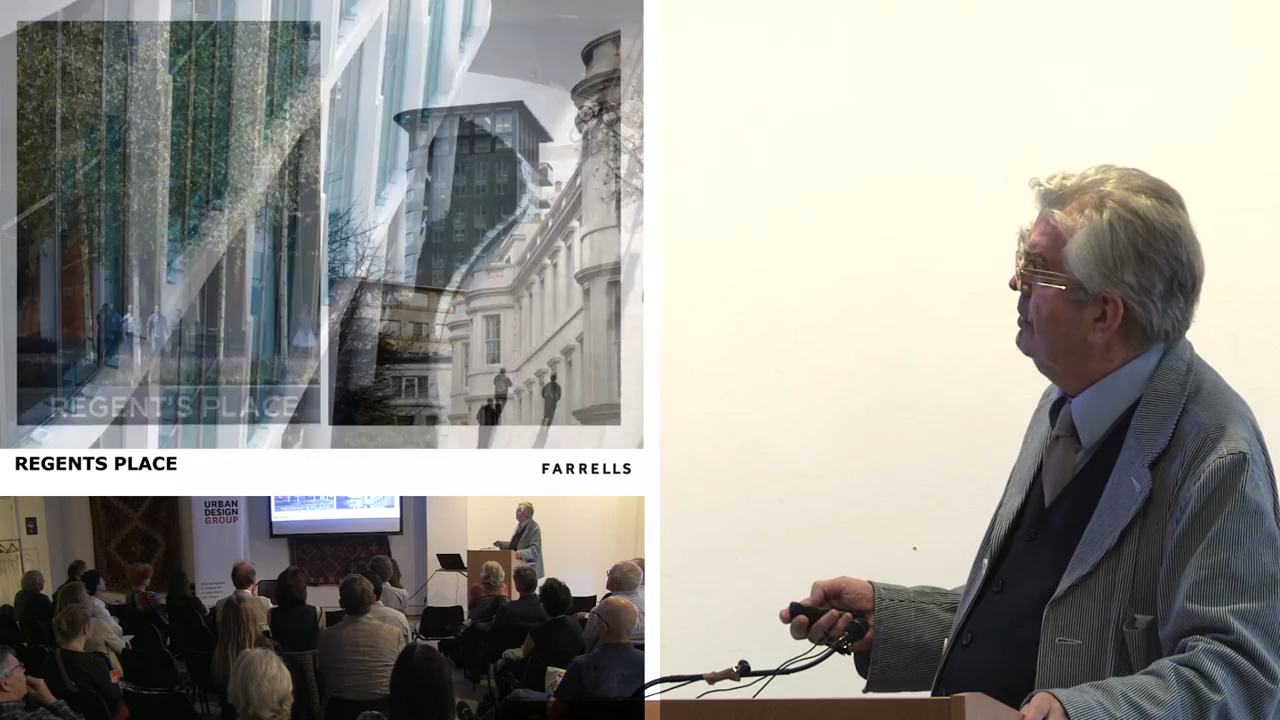 REGENT'S PLACE
REGENTS PLACE
FARRELLS
URBAN
DESIGN
GROUP